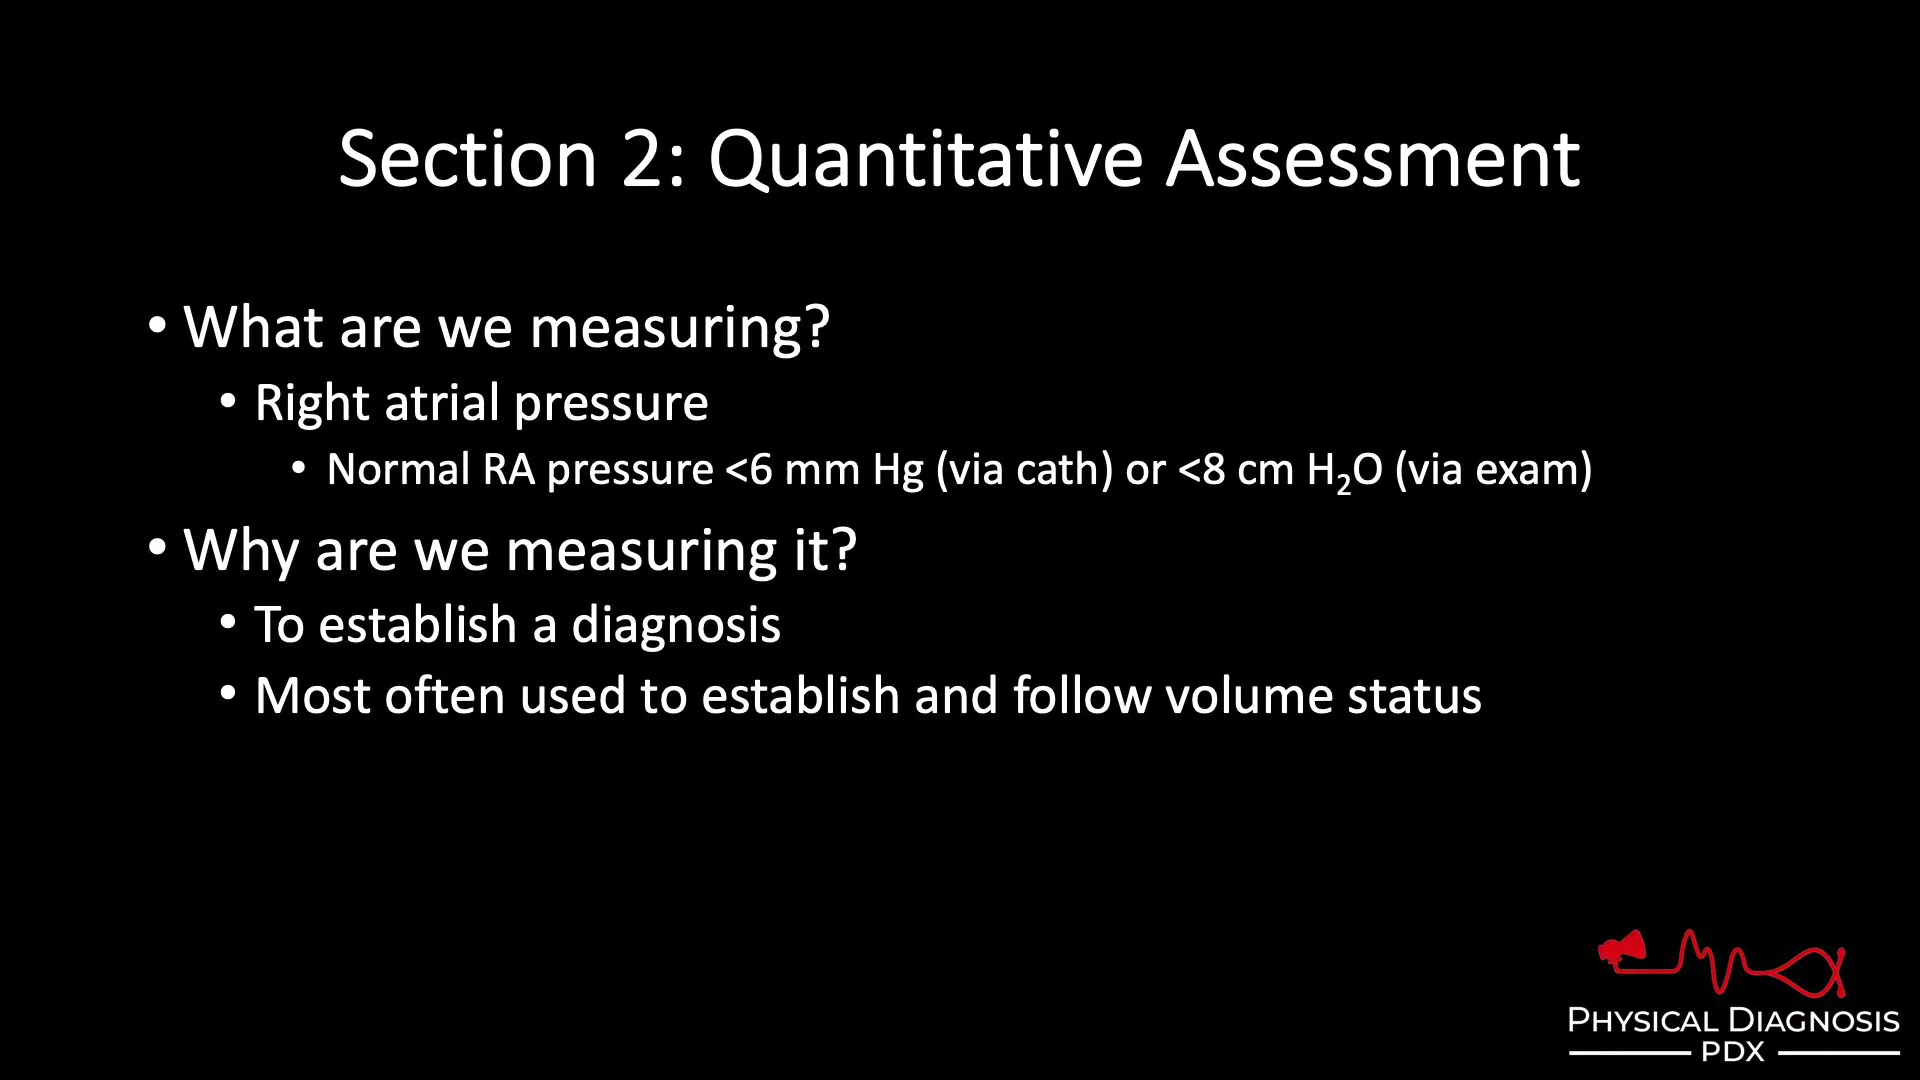 Section 2: Quantitative Assessment
• What are we measuring?
• Right atrial pressure
• Normal RA pressure <6 mm Hg (via cath) or <8 cm H₂O (via exam)
• Why are we measuring it?
• To establish a diagnosis
• Most often used to establish and follow volume status
PHYSICAL DIAGNOSIS
PDX